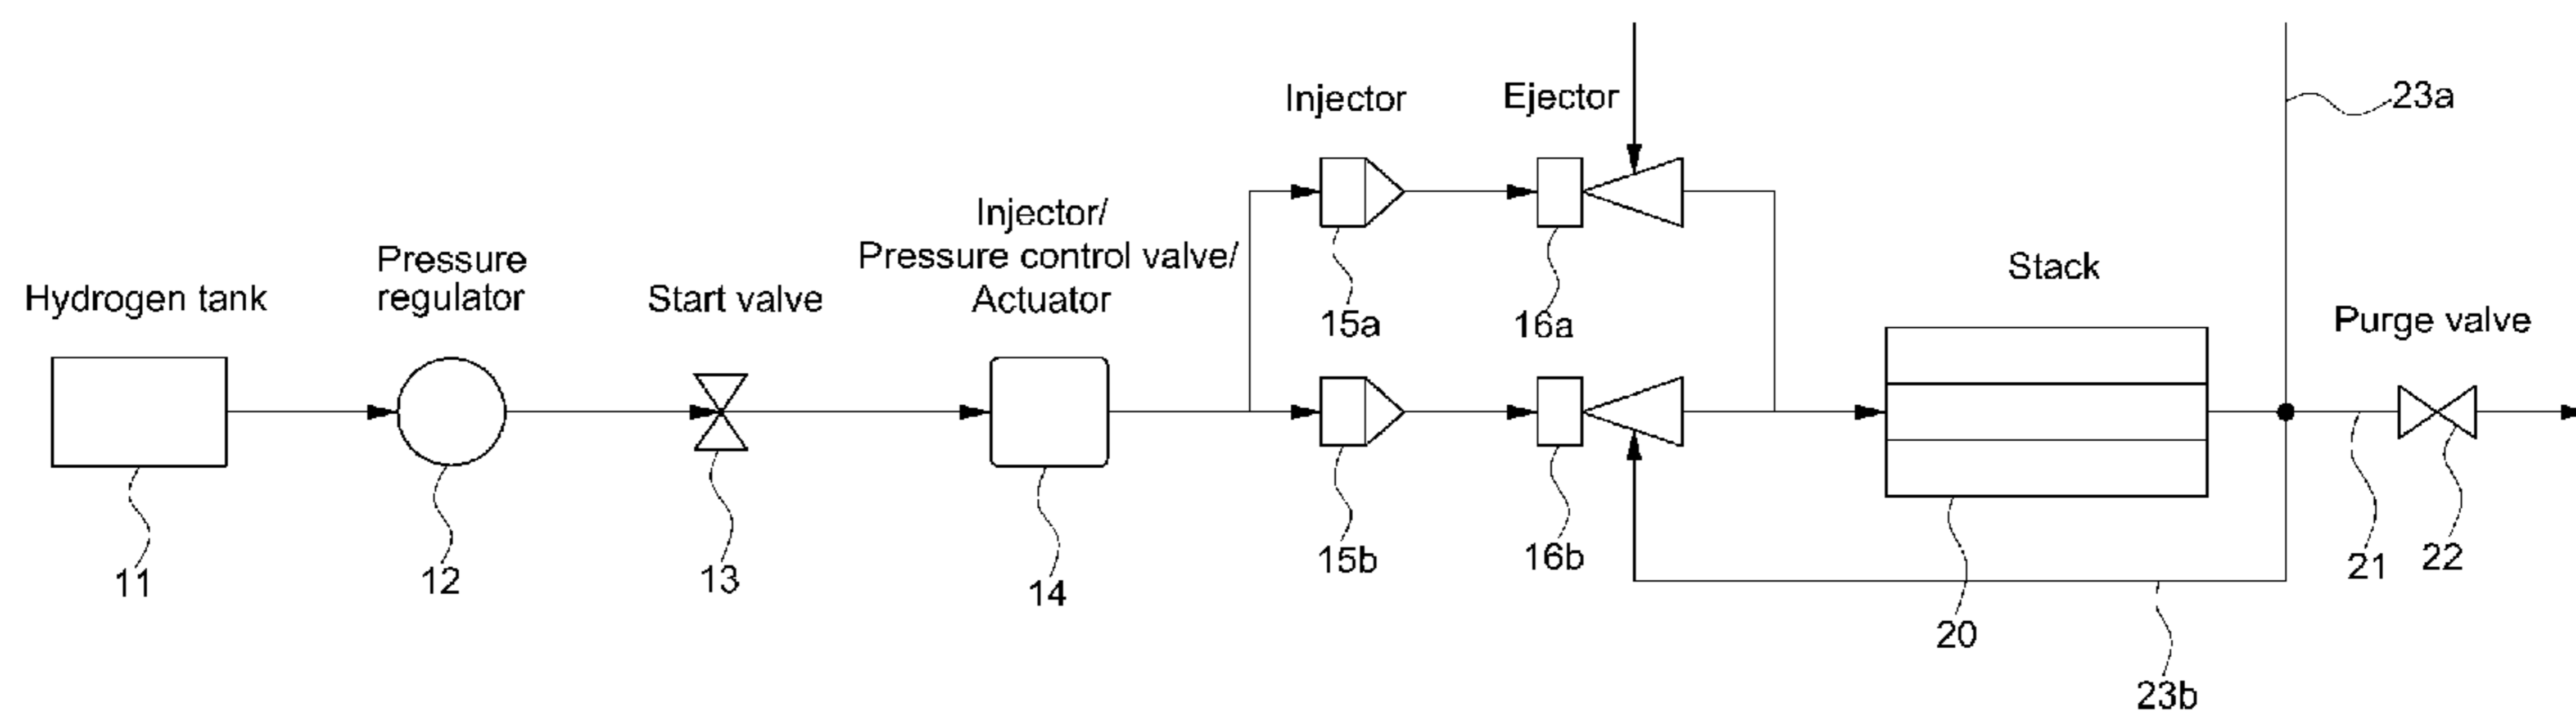 Injector
Ejector
23a
Injector/
Pressure control valve/
Actuator
Pressure
regulator
Hydrogen tank
Start valve
Stack
Purge valve
15a
16a
15b
16b
11
12
13
14
20
21
22
23b